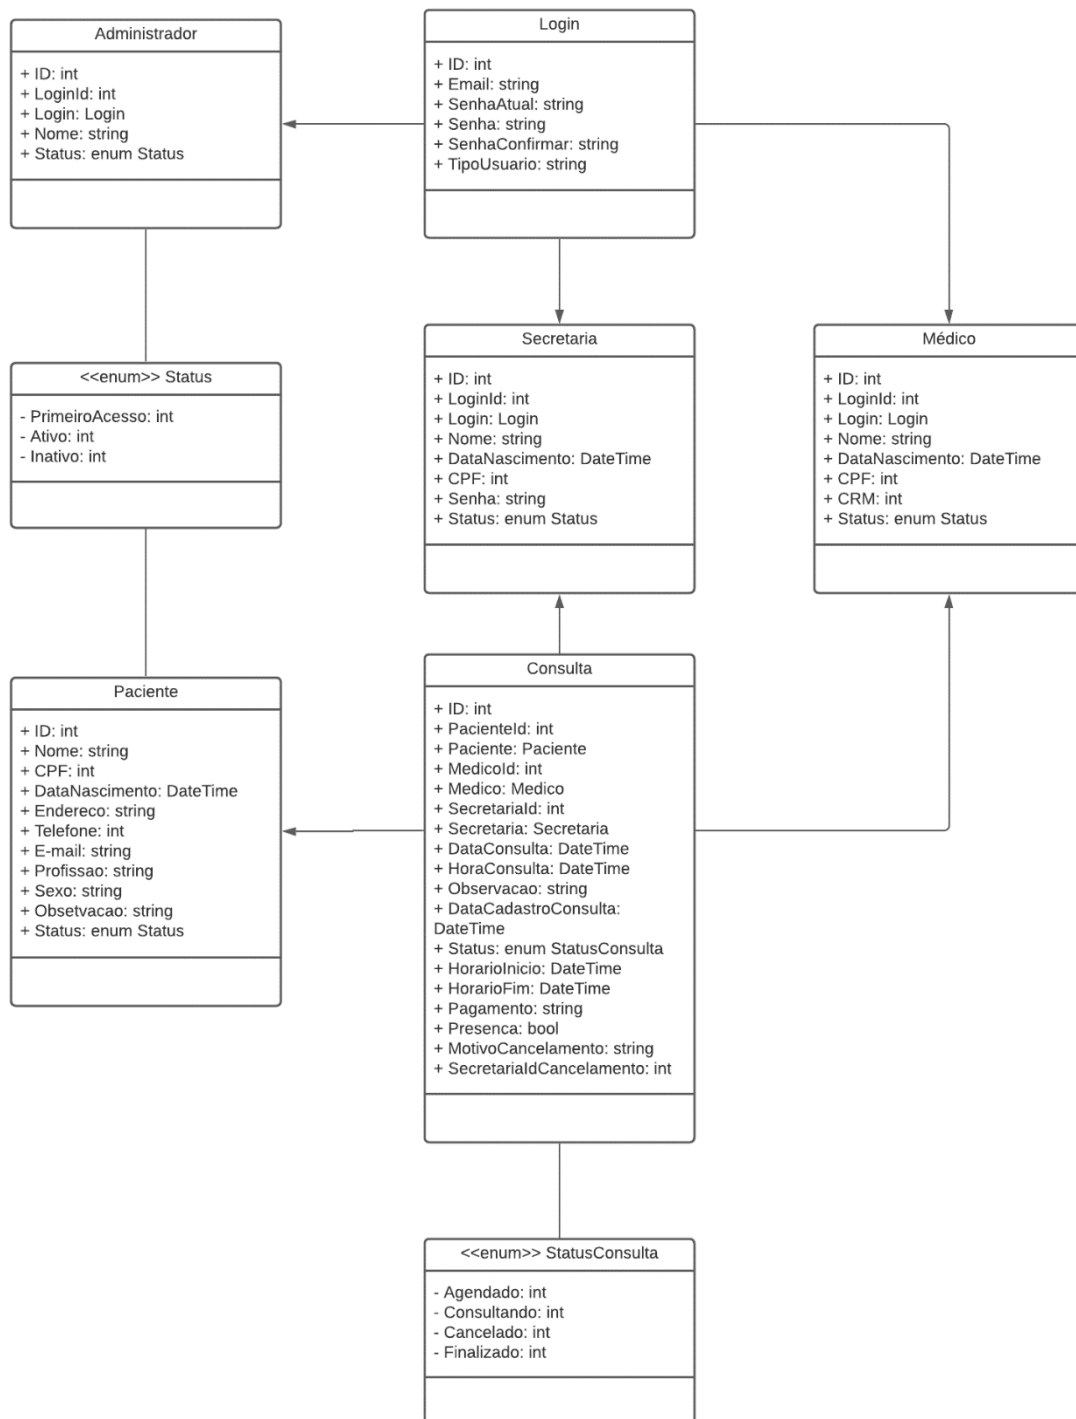 Administrador
+ ID: int
+ LoginId: int
+ Login: Login
+ Nome: string
+ Status: enum Status
Login
+ ID: int
+ Email: string
+ SenhaAtual: string
+ Senha: string
+ SenhaConfirmar: string
+ TipoUsuario: string
Secretaria
+ ID: int
+ LoginId: int
+ Login: Login
+ Nome: string
+ DataNascimento: DateTime
+ CPF: int
+ Senha: string
+ Status: enum Status
Médico
+ ID: int
+ LoginId: int
+ Login: Login
+ Nome: string
+ DataNascimento: DateTime
+ CPF: int
+ CRM: int
+ Status: enum Status
<<enum>> Status
- PrimeiroAcesso: int
- Ativo: int
- Inativo: int
Paciente
+ ID: int
+ Nome: string
+ CPF: int
+ DataNascimento: DateTime
+ Endereco: string
+ Telefone: int
+ E-mail: string
+ Profissao: string
+ Sexo: string
+ Obsetvacao: string
+ Status: enum Status
Consulta
+ ID: int
+ PacienteId: int
+ Paciente: Paciente
+ MedicoId: int
+ Medico: Medico
+ SecretariaId: int
+ Secretaria: Secretaria
+ DataConsulta: DateTime
+ HoraConsulta: DateTime
+ Observacao: string
+ DataCadastroConsulta:
DateTime
+ Status: enum StatusConsulta
+ HorarioInicio: DateTime
+ HorarioFim: DateTime
+ Pagamento: string
+ Presenca: bool
+ MotivoCancelamento: string
+ SecretariaIdCancelamento: int
<<enum>> StatusConsulta
- Agendado: int
- Consultando: int
- Cancelado: int
- Finalizado: int